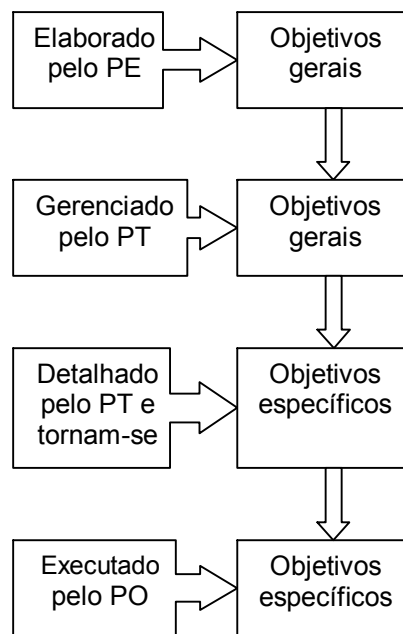 Elaborado
pelo PE
Objetivos
gerais
Gerenciado
pelo PT
Objetivos
gerais
Detalhado
pelo PT e
tornam-se
Objetivos
específicos
Executado
pelo PO
Objetivos
específicos